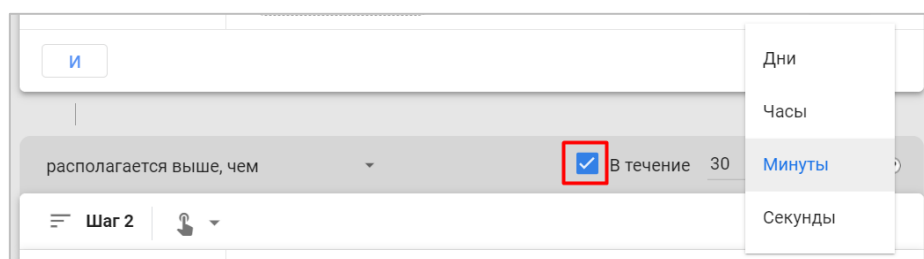 И
Дни
Часы
располагается выше, чем
В течение 30
Минуты
Шаг 2
Секунды